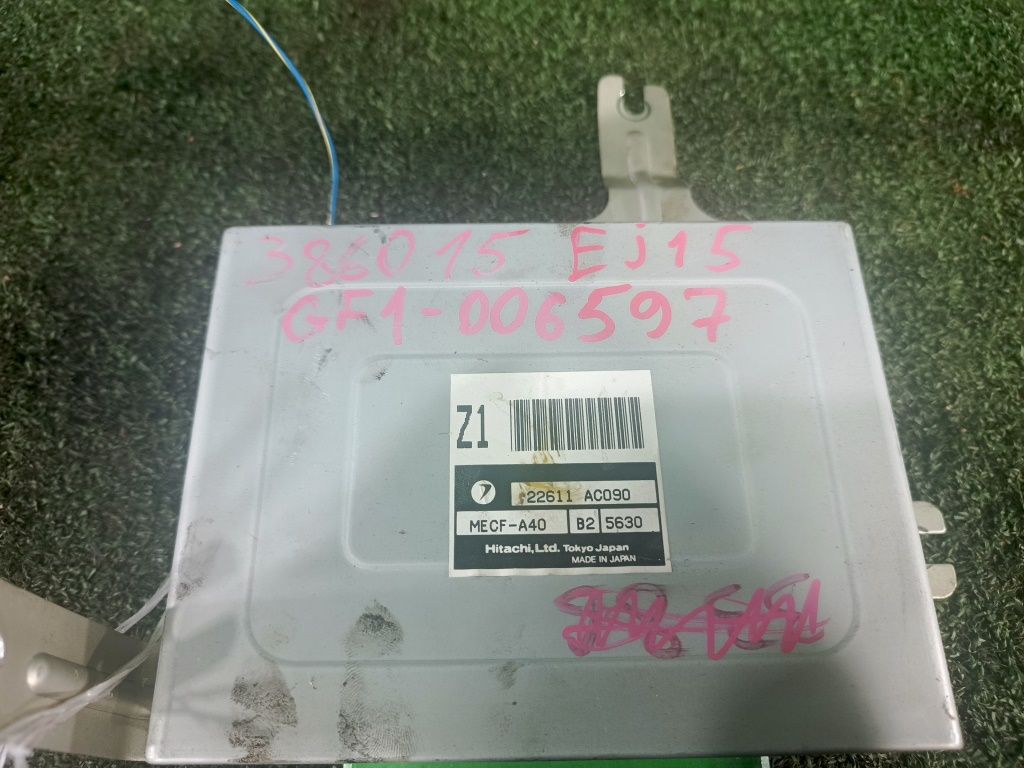 386015 EJ15
GF1-006597
Z1
22611 AC090
MECF-A40 B2 5630
Hitachi,Ltd. Tokyo Japan
MADE IN JAPAN